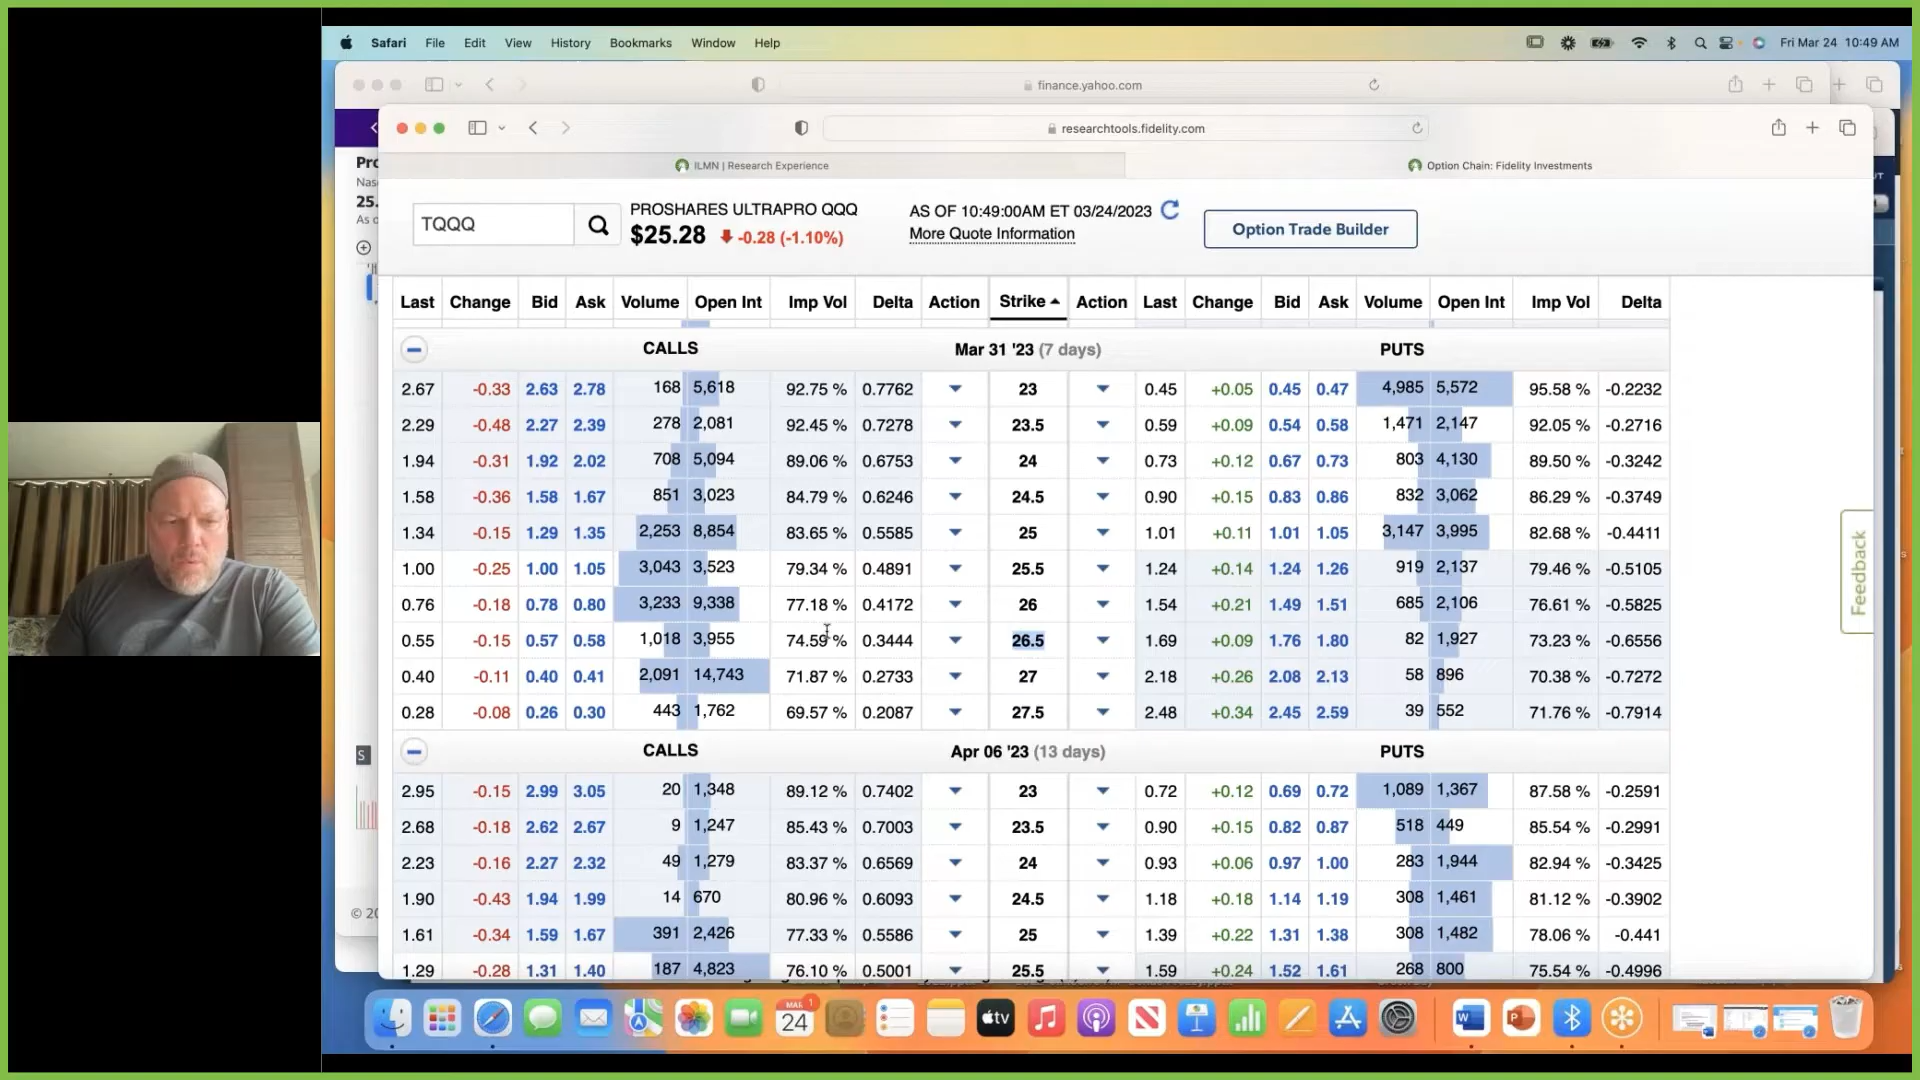 Safari File Edit View History Bookmarks Window Help Fri Mar 24 10:49 AM
finance.yahoo.com
researchtools.fidelity.com
ILMN | Research Experience Option Chain: Fidelity Investments
Pro
Nas
25.
As o
TQQQ
PROSHARES ULTRAPRO QQQ
$25.28 -0.28 (-1.10%)
AS OF 10:49:00AM ET 03/24/2023
More Quote Information
Option Trade Builder
Last Change Bid Ask Volume Open Int Imp Vol Delta Action Strike Action Last Change Bid Ask Volume Open Int Imp Vol Delta
CALLS Mar 31 '23 (7 days) PUTS
2.67 -0.33 2.63 2.78 168 5,618 92.75 % 0.7762 23 0.45 +0.05 0.45 0.47 4,985 5,572 95.58 % -0.2232
2.29 -0.48 2.27 2.39 278 2,081 92.45 % 0.7278 23.5 0.59 +0.09 0.54 0.58 1,471 2,147 92.05 % -0.2716
1.94 -0.31 1.92 2.02 708 5,094 89.06 % 0.6753 24 0.73 +0.12 0.67 0.73 803 4,130 89.50 % -0.3242
1.58 -0.36 1.58 1.67 851 3,023 84.79 % 0.6246 24.5 0.90 +0.15 0.83 0.86 832 3,062 86.29 % -0.3749
1.34 -0.15 1.29 1.35 2,253 8,854 83.65 % 0.5585 25 1.01 +0.11 1.01 1.05 3,147 3,995 82.68 % -0.4411
1.00 -0.25 1.00 1.05 3,043 3,523 79.34 % 0.4891 25.5 1.24 +0.14 1.24 1.26 919 2,137 79.46 % -0.5105
0.76 -0.18 0.78 0.80 3,233 9,338 77.18 % 0.4172 26 1.54 +0.21 1.49 1.51 685 2,106 76.61 % -0.5825
0.55 -0.15 0.57 0.58 1,018 3,955 74.59 % 0.3444 26.5 1.69 +0.09 1.76 1.80 82 1,927 73.23 % -0.6556
0.40 -0.11 0.40 0.41 2,091 14,743 71.87 % 0.2733 27 2.18 +0.26 2.08 2.13 58 896 70.38 % -0.7272
0.28 -0.08 0.26 0.30 443 1,762 69.57 % 0.2087 27.5 2.48 +0.34 2.45 2.59 39 552 71.76 % -0.7914
CALLS Apr 06 '23 (13 days) PUTS
2.95 -0.15 2.99 3.05 20 1,348 89.12 % 0.7402 23 0.72 +0.12 0.69 0.72 1,089 1,367 87.58 % -0.2591
2.68 -0.18 2.62 2.67 9 1,247 85.43 % 0.7003 23.5 0.90 +0.15 0.82 0.87 518 449 85.54 % -0.2991
2.23 -0.16 2.27 2.32 49 1,279 83.37 % 0.6569 24 0.93 +0.06 0.97 1.00 283 1,944 82.94 % -0.3425
1.90 -0.43 1.94 1.99 14 670 80.96 % 0.6093 24.5 1.18 +0.18 1.14 1.19 308 1,461 81.12 % -0.3902
1.61 -0.34 1.59 1.67 391 2,426 77.33 % 0.5586 25 1.39 +0.22 1.31 1.38 308 1,482 78.06 % -0.441
1.29 -0.28 1.31 1.40 187 4,823 76.10 % 0.5001 25.5 1.59 +0.24 1.52 1.61 268 800 75.54 % -0.4996
Feedback
S
© 20
MAR 1
24
tv
W
P